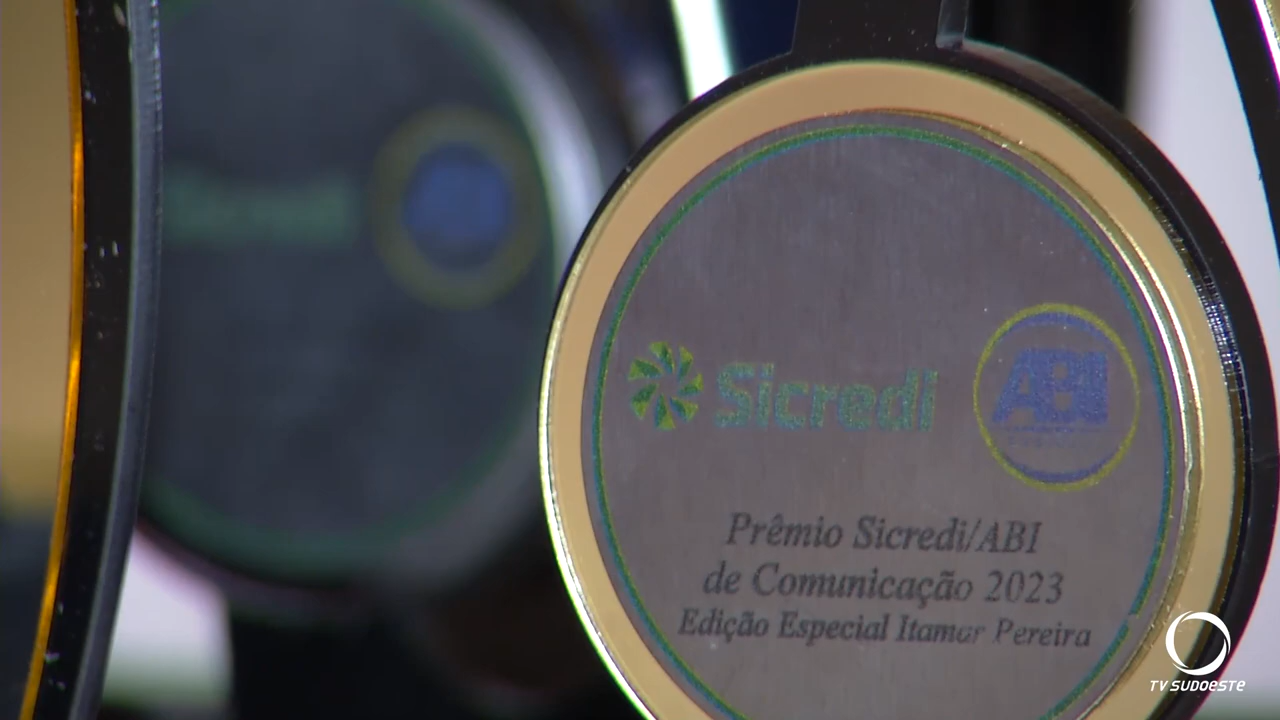 Sicredi
ABI
Prêmio Sicredi/ABI
de Comunicação 2023
Edição Especial Itamar Pereira
TV SUDOESTE